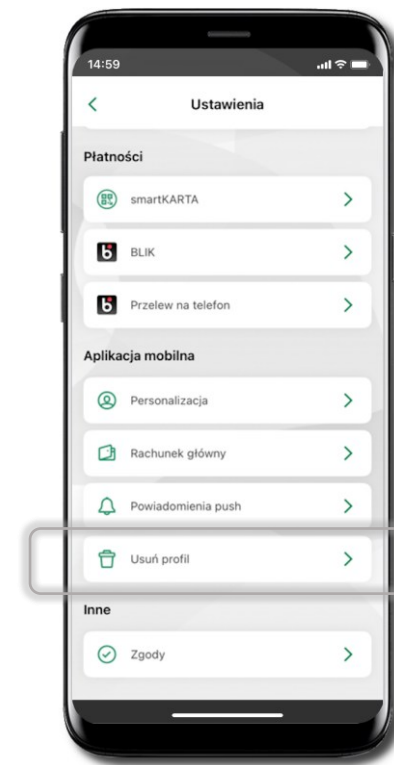 14:59
Ustawienia
Płatności
smartKARTA
BLIK
Przelew na telefon
Aplikacja mobilna
Personalizacja
Rachunek główny
Powiadomienia push
Usuń profil
Inne
Zgody